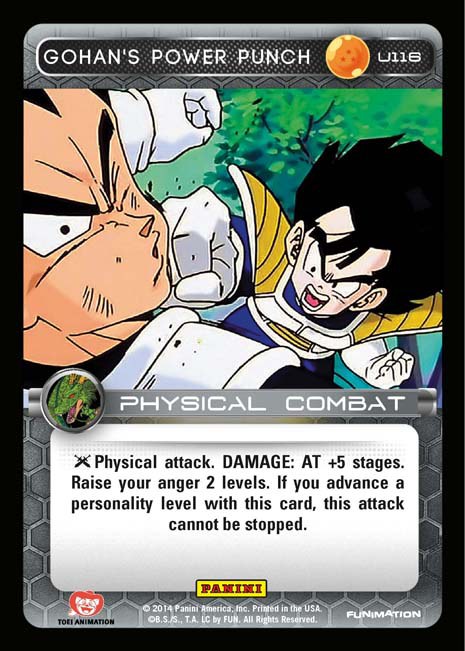 GOHAN'S POWER PUNCH U116
PHYSICAL COMBAT
Physical attack. DAMAGE: AT +5 stages.
Raise your anger 2 levels. If you advance a
personality level with this card, this attack
cannot be stopped.
PANINI
TOEI ANIMATION
© 2014 Panini America, Inc. Printed in the USA.
©B.S./S., T.A. LC by FUN. All Rights Reserved.
FUNIMATION